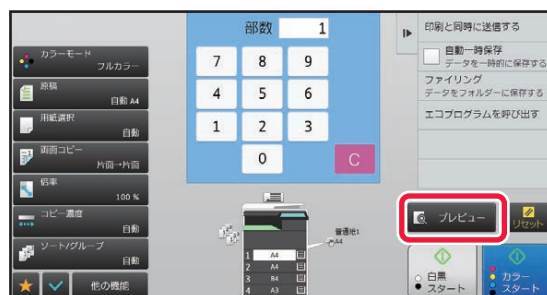 カラーモード
フルカラー
原稿
自動 A4
用紙選択
自動
両面コピー
片面→片面
倍率
100 %
コピー濃度
自動
ソート/グループ
自動
他の機能
部数 1
7 8 9
4 5 6
1 2 3
0 C
普通紙1
A4
1 A4
2 A4
3 B4
4 A3
印刷と同時に送信する
自動一時保存
データを一時的に保存する
ファイリング
データをフォルダーに保存する
エコプログラムを呼び出す
プレビュー
リセット
白黒
スタート
カラー
スタート